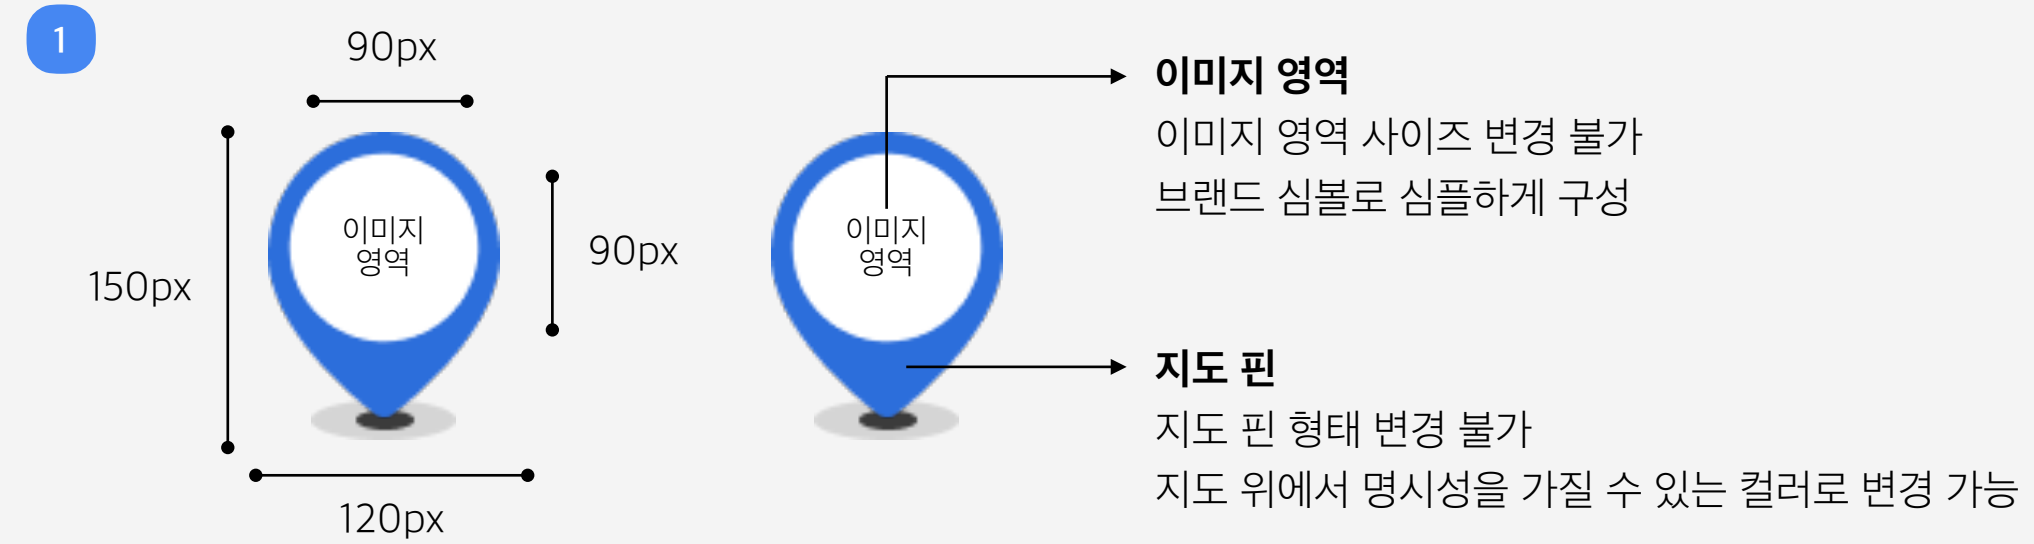 1
90px
150px
이미지
영역
90px
120px
이미지
영역
이미지 영역
이미지 영역 사이즈 변경 불가
브랜드 심볼로 심플하게 구성
지도 핀
지도 핀 형태 변경 불가
지도 위에서 명시성을 가질 수 있는 컬러로 변경 가능